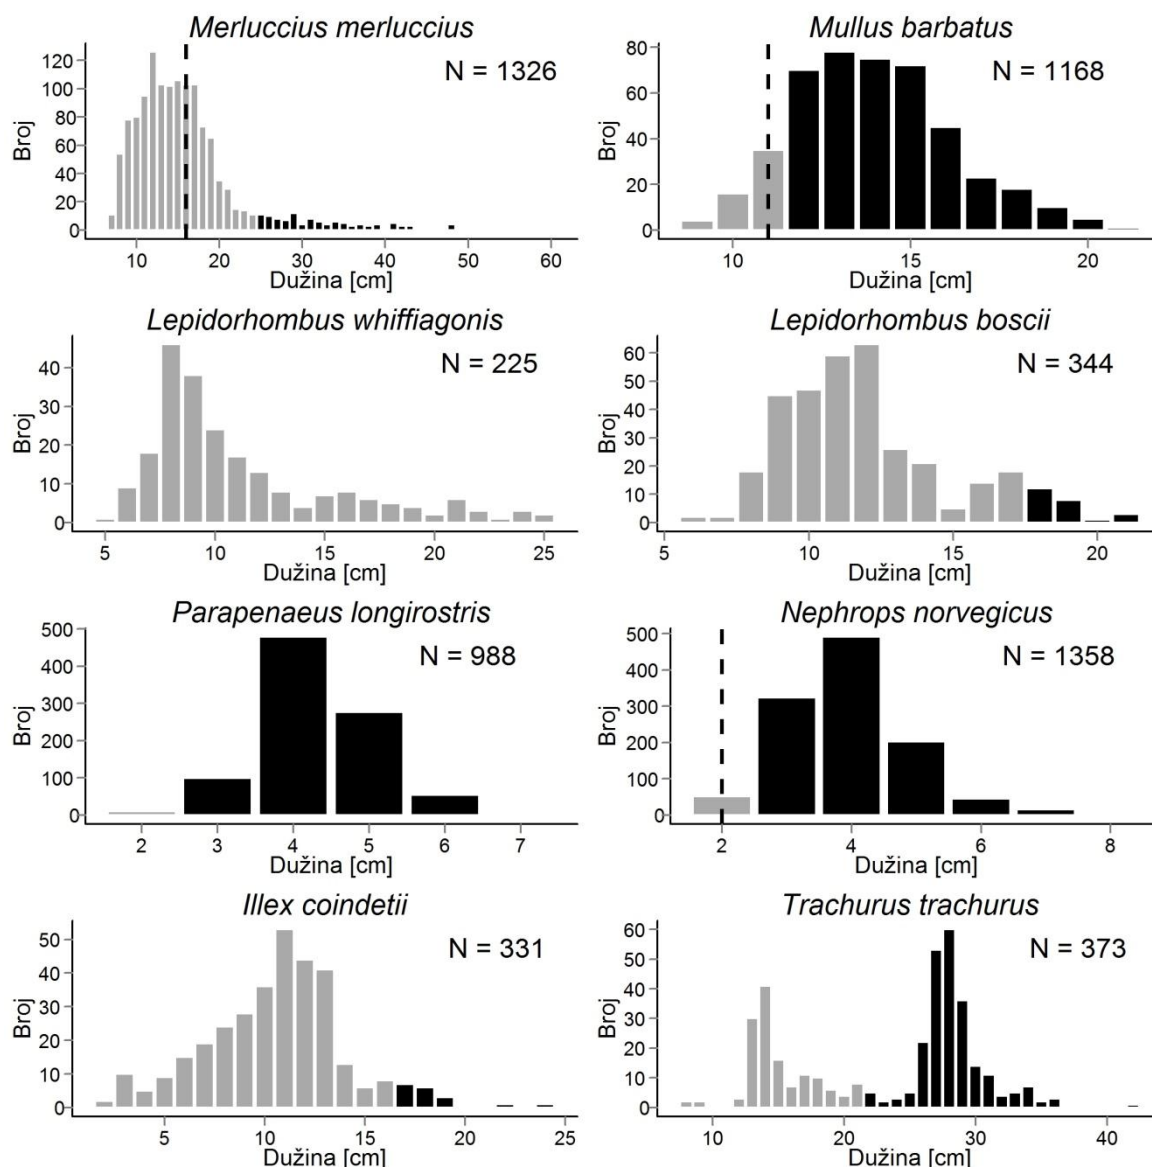 Merluccius merluccius
N = 1326
Broj
120
100
80
60
40
20
0
10 20 30 40 50 60
Dužina [cm]
Mullus barbatus
N = 1168
Broj
80
60
40
20
0
10 15 20
Dužina [cm]
Lepidorhombus whiffiagonis
N = 225
Broj
40
30
20
10
0
5 10 15 20 25
Dužina [cm]
Lepidorhombus boscii
N = 344
Broj
60
50
40
30
20
10
0
5 10 15 20
Dužina [cm]
Parapenaeus longirostris
N = 988
Broj
500
400
300
200
100
0
2 3 4 5 6 7
Dužina [cm]
Nephrops norvegicus
N = 1358
Broj
500
400
300
200
100
0
2 4 6 8
Dužina [cm]
Illex coindetii
N = 331
Broj
50
40
30
20
10
0
5 10 15 20 25
Dužina [cm]
Trachurus trachurus
N = 373
Broj
60
50
40
30
20
10
0
10 20 30 40
Dužina [cm]